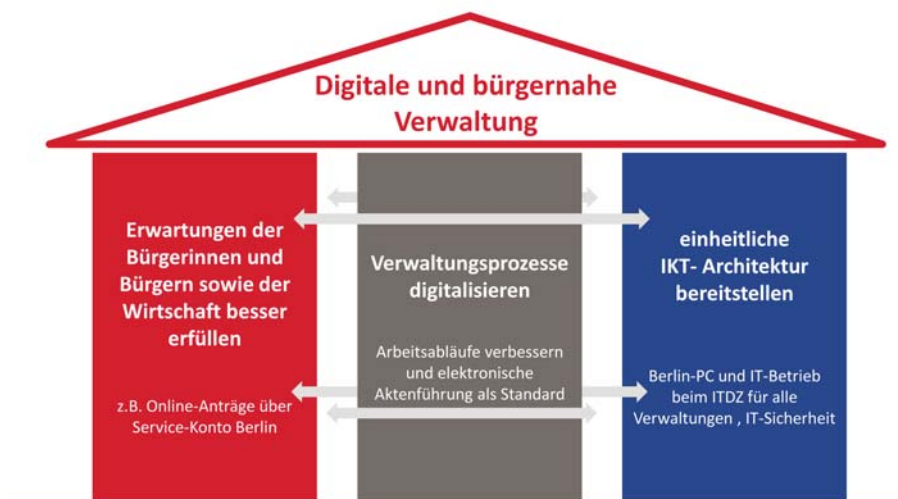 Digitale und bürgernahe
Verwaltung
Erwartungen der
Bürgerinnen und
Bürgern sowie der
Wirtschaft besser
erfüllen
z.B. Online-Anträge über
Service-Konto Berlin
Verwaltungsprozesse
digitalisieren
Arbeitsabläufe verbessern
und elektronische
Aktenführung als Standard
einheitliche
IKT- Architektur
bereitstellen
Berlin-PC und IT-Betrieb
beim ITDZ für alle
Verwaltungen , IT-Sicherheit